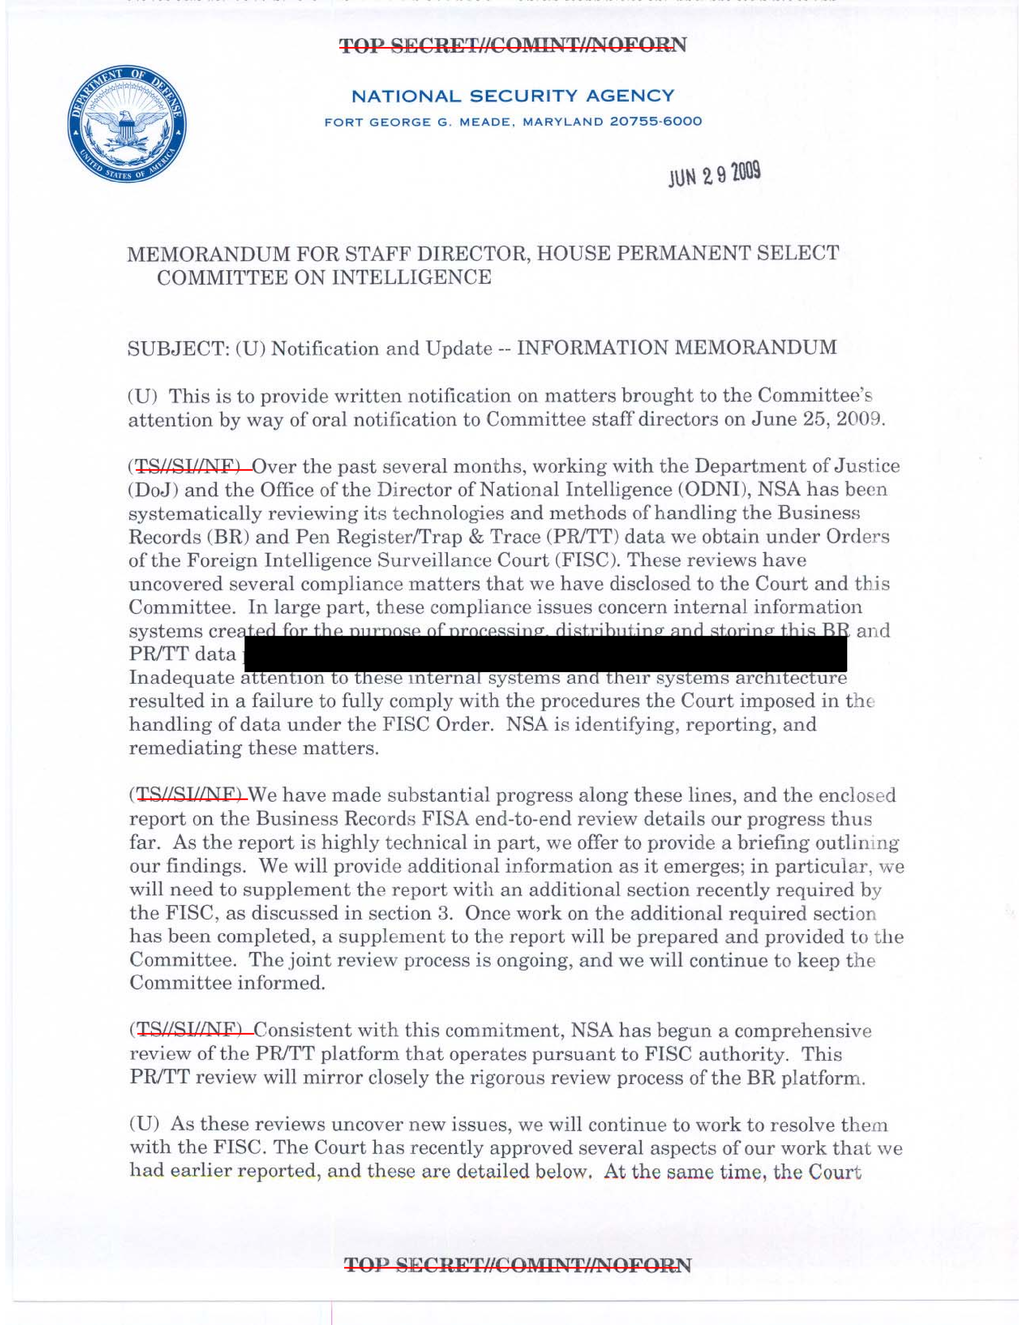 TOP SECRET//COMINT//NOFORN
DEPARTMENT OF DEFENSE
UNITED STATES OF AMERICA
NATIONAL SECURITY AGENCY
FORT GEORGE G. MEADE, MARYLAND 20755-6000
JUN 29 2009
MEMORANDUM FOR STAFF DIRECTOR, HOUSE PERMANENT SELECT
COMMITTEE ON INTELLIGENCE
SUBJECT: (U) Notification and Update -- INFORMATION MEMORANDUM
(U) This is to provide written notification on matters brought to the Committee's
attention by way of oral notification to Committee staff directors on June 25, 2009.
(TS//SI//NF) Over the past several months, working with the Department of Justice
(DoJ) and the Office of the Director of National Intelligence (ODNI), NSA has been
systematically reviewing its technologies and methods of handling the Business
Records (BR) and Pen Register/Trap & Trace (PR/TT) data we obtain under Orders
of the Foreign Intelligence Surveillance Court (FISC). These reviews have
uncovered several compliance matters that we have disclosed to the Court and this
Committee. In large part, these compliance issues concern internal information
systems created for the purpose of processing, distributing and storing this BR and
PR/TT data
Inadequate attention to these internal systems and their systems architecture
resulted in a failure to fully comply with the procedures the Court imposed in the
handling of data under the FISC Order. NSA is identifying, reporting, and
remediating these matters.
(TS//SI//NF) We have made substantial progress along these lines, and the enclosed
report on the Business Records FISA end-to-end review details our progress thus
far. As the report is highly technical in part, we offer to provide a briefing outlining
our findings. We will provide additional information as it emerges; in particular, we
will need to supplement the report with an additional section recently required by
the FISC, as discussed in section 3. Once work on the additional required section
has been completed, a supplement to the report will be prepared and provided to the
Committee. The joint review process is ongoing, and we will continue to keep the
Committee informed.
(TS//SI//NF) Consistent with this commitment, NSA has begun a comprehensive
review of the PR/TT platform that operates pursuant to FISC authority. This
PR/TT review will mirror closely the rigorous review process of the BR platform.
(U) As these reviews uncover new issues, we will continue to work to resolve them
with the FISC. The Court has recently approved several aspects of our work that we
had earlier reported, and these are detailed below. At the same time, the Court
TOP SECRET//COMINT//NOFORN